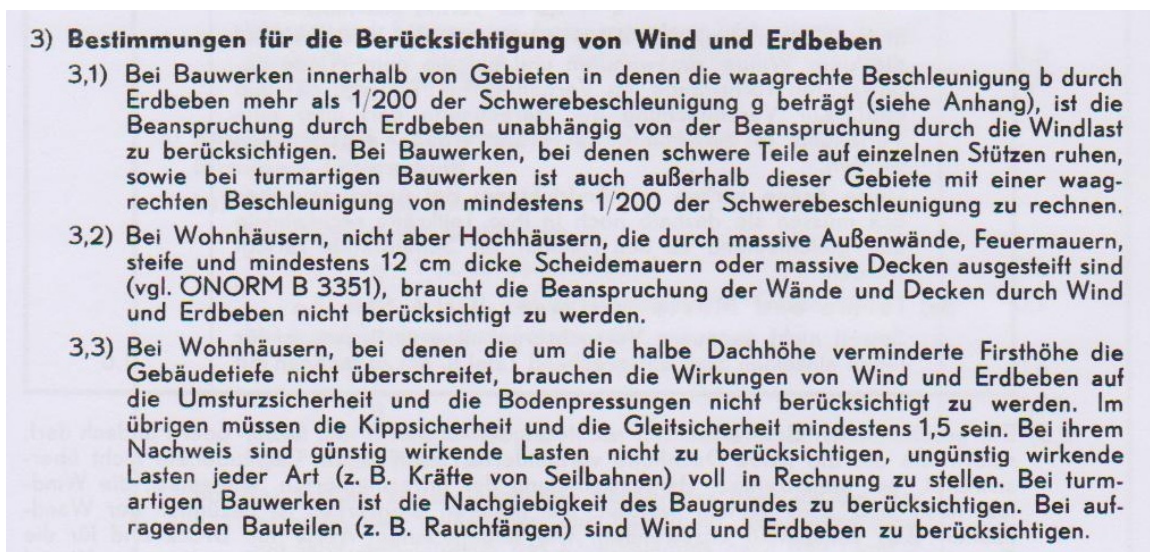 3) Bestimmungen für die Berücksichtigung von Wind und Erdbeben
3,1) Bei Bauwerken innerhalb von Gebieten in denen die waagrechte Beschleunigung b durch
Erdbeben mehr als 1/200 der Schwerebeschleunigung g beträgt (siehe Anhang), ist die
Beanspruchung durch Erdbeben unabhängig von der Beanspruchung durch die Windlast
zu berücksichtigen. Bei Bauwerken, bei denen schwere Teile auf einzelnen Stützen ruhen,
sowie bei turmartigen Bauwerken ist auch außerhalb dieser Gebiete mit einer waag-
rechten Beschleunigung von mindestens 1/200 der Schwerebeschleunigung zu rechnen.
3,2) Bei Wohnhäusern, nicht aber Hochhäusern, die durch massive Außenwände, Feuermauern,
steife und mindestens 12 cm dicke Scheidemauern oder massive Decken ausgesteift sind
(vgl. ÖNORM B 3351), braucht die Beanspruchung der Wände und Decken durch Wind
und Erdbeben nicht berücksichtigt zu werden.
3,3) Bei Wohnhäusern, bei denen die um die halbe Dachhöhe verminderte Firsthöhe die
Gebäudetiefe nicht überschreitet, brauchen die Wirkungen von Wind und Erdbeben auf
die Umsturzsicherheit und die Bodenpressungen nicht berücksichtigt zu werden. Im
übrigen müssen die Kippsicherheit und die Gleitsicherheit mindestens 1,5 sein. Bei ihrem
Nachweis sind günstig wirkende Lasten nicht zu berücksichtigen, ungünstig wirkende
Lasten jeder Art (z. B. Kräfte von Seilbahnen) voll in Rechnung zu stellen. Bei turm-
artigen Bauwerken ist die Nachgiebigkeit des Baugrundes zu berücksichtigen. Bei auf-
ragenden Bauteilen (z. B. Rauchfängen) sind Wind und Erdbeben zu berücksichtigen.